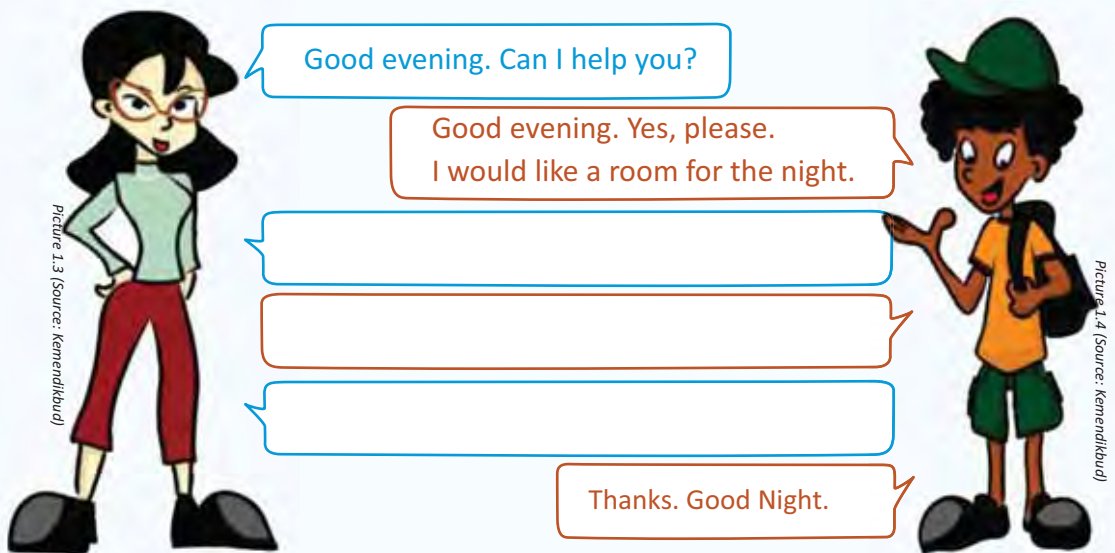 Good evening. Can I help you?
Good evening. Yes, please.
I would like a room for the night.
Thanks. Good Night.
Picture 1.3 (Source: Kemendikbud)
Picture 1.4 (Source: Kemendikbud)